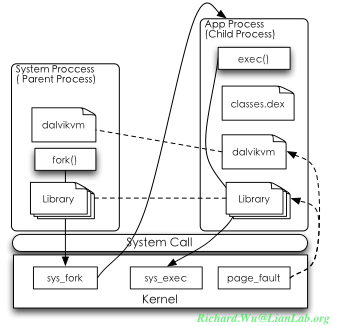 App Process
(Child Process)
exec()
System Proccess
( Parent Process)
classes.dex
dalvikvm
fork()
dalvikvm
Library
Library
System Call
sys_fork
sys_exec
page_fault
Kernel
Richard.Wu@LianLab.org